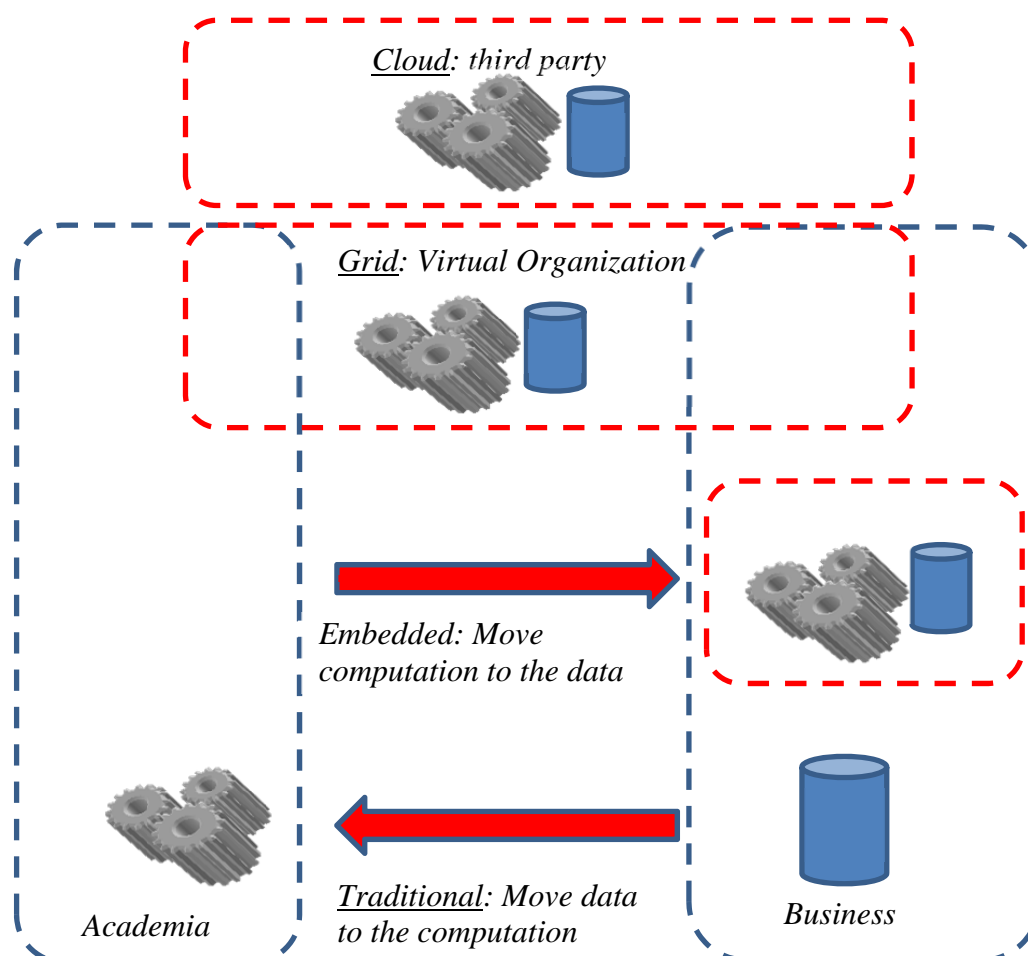 Cloud: third party
Grid: Virtual Organization
Embedded: Move
computation to the data
Traditional: Move data
to the computation
Academia
Business